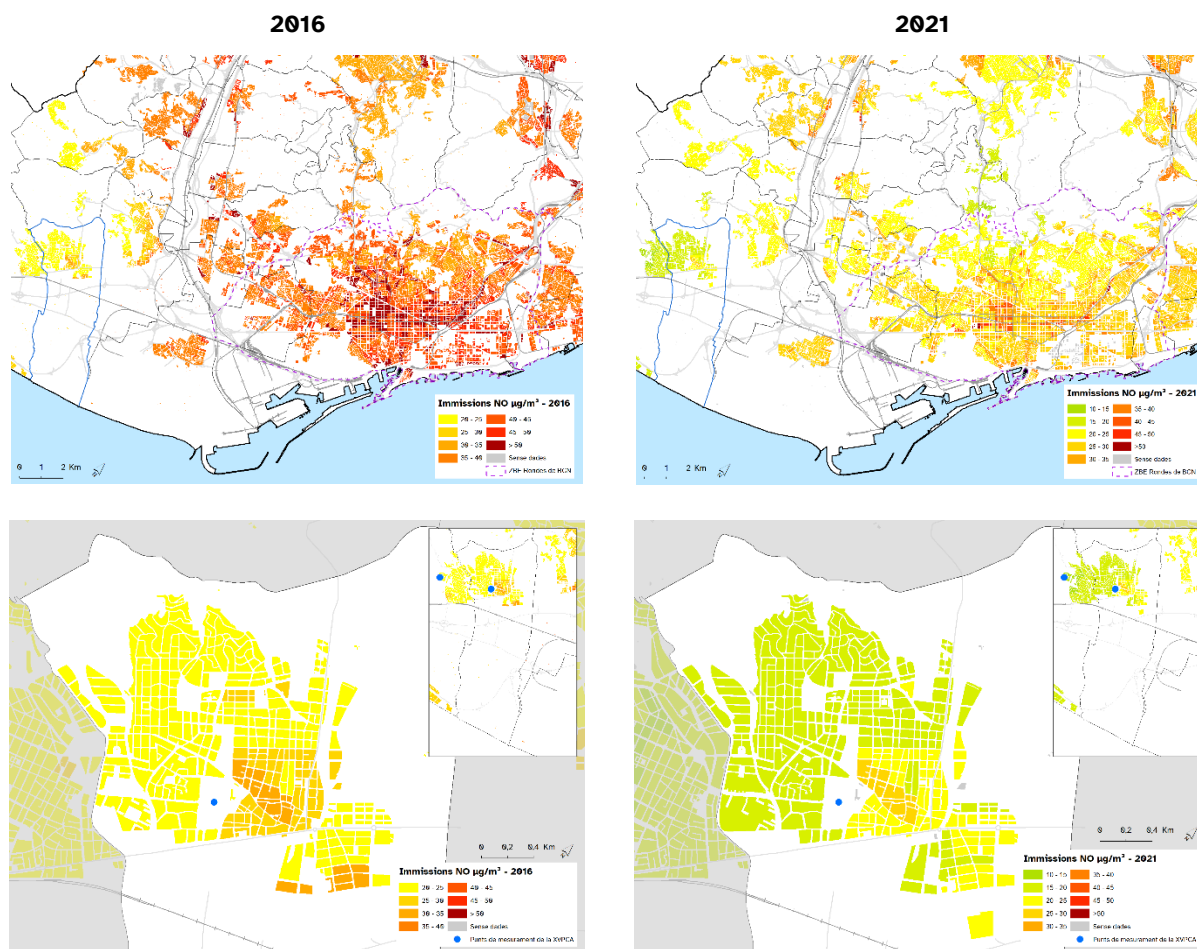 2016
2021
Immissions NO µg/m³ - 2016
20 - 25
25 - 30
30 - 35
35 - 40
40 - 45
45 - 50
> 50
Sense dades
ZBE Rondes de BCN
0 1 2 Km
Immissions NO µg/m³ - 2021
10 - 15
15 - 20
20 - 25
25 - 30
30 - 35
35 - 40
40 - 45
45 - 50
>50
Sense dades
ZBE Rondes de BCN
0 1 2 Km
0 0,2 0,4 Km
Immissions NO µg/m³ - 2016
20 - 25
25 - 30
30 - 35
35 - 40
40 - 45
45 - 50
> 50
Sense dades
Punts de mesurament de la XVPCA
0 0,2 0,4 Km
Immissions NO µg/m³ - 2021
10 - 15
15 - 20
20 - 25
25 - 30
30 - 35
35 - 40
40 - 45
45 - 50
>50
Sense dades
Punts de mesurament de la XVPCA